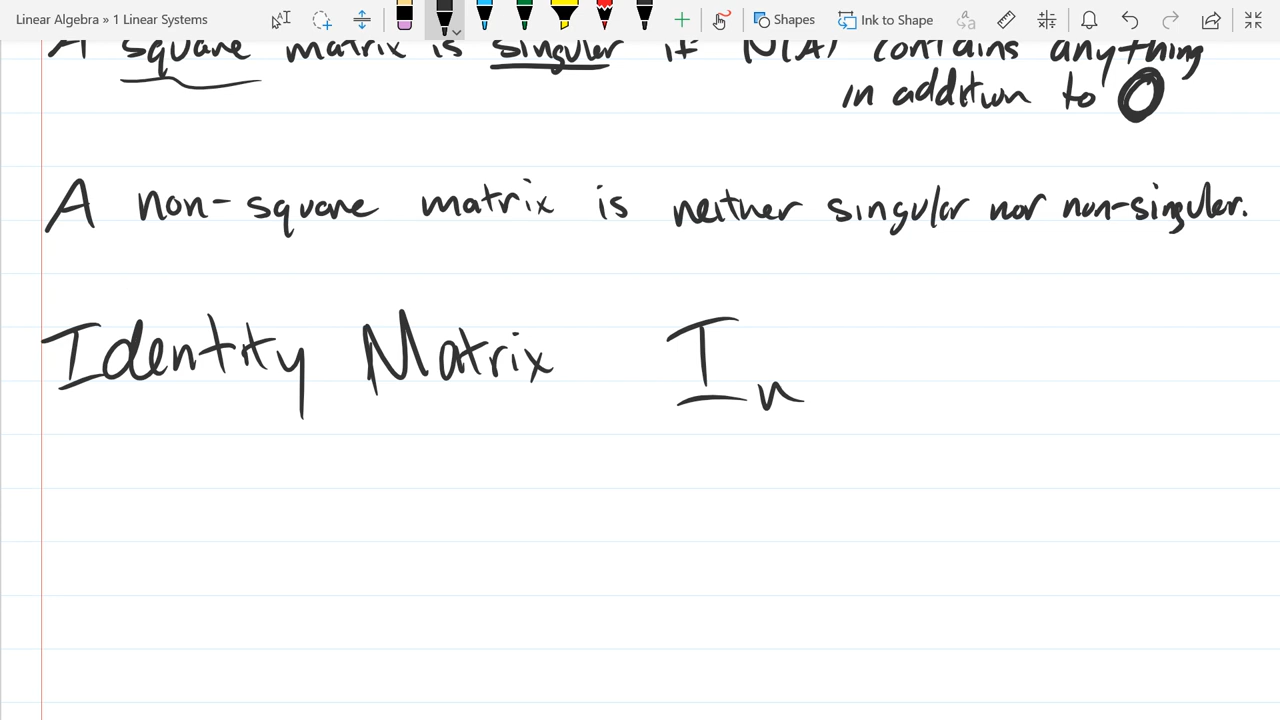 Linear Algebra » 1 Linear Systems
Shapes
Ink to Shape
A square matrix is singular if N(A) contains anything
in addition to 0
A non-square matrix is neither singular nor non-singular.
Identity Matrix I_n